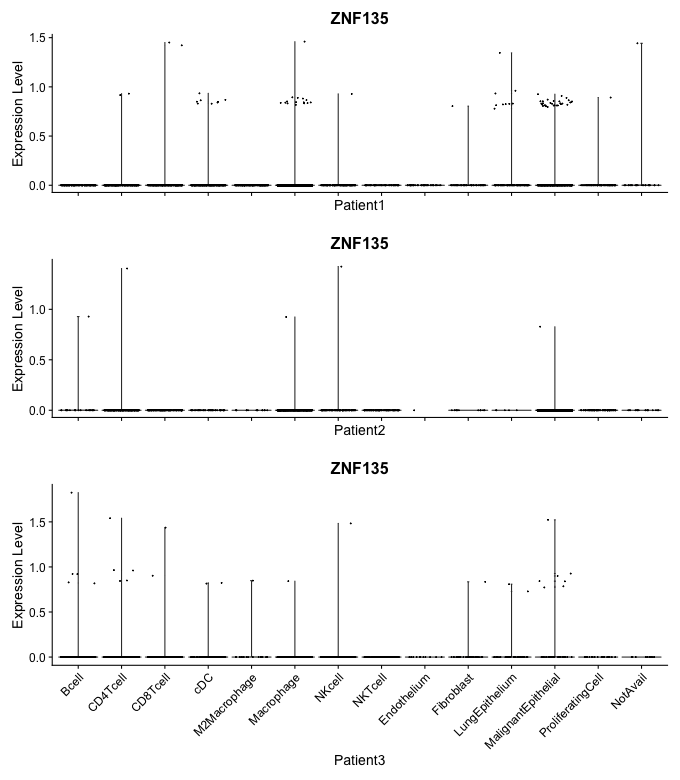 ZNF135
Expression Level
1.5
1.0
0.5
0.0
Patient1
ZNF135
Expression Level
1.0
0.5
0.0
Patient2
ZNF135
Expression Level
1.5
1.0
0.5
0.0
Bcell
CD4Tcell
CD8Tcell
cDC
M2Macrophage
Macrophage
NKcell
NKTcell
Endothelium
Fibroblast
LungEpithelium
MalignantEpithelial
ProliferatingCell
NotAvail
Patient3